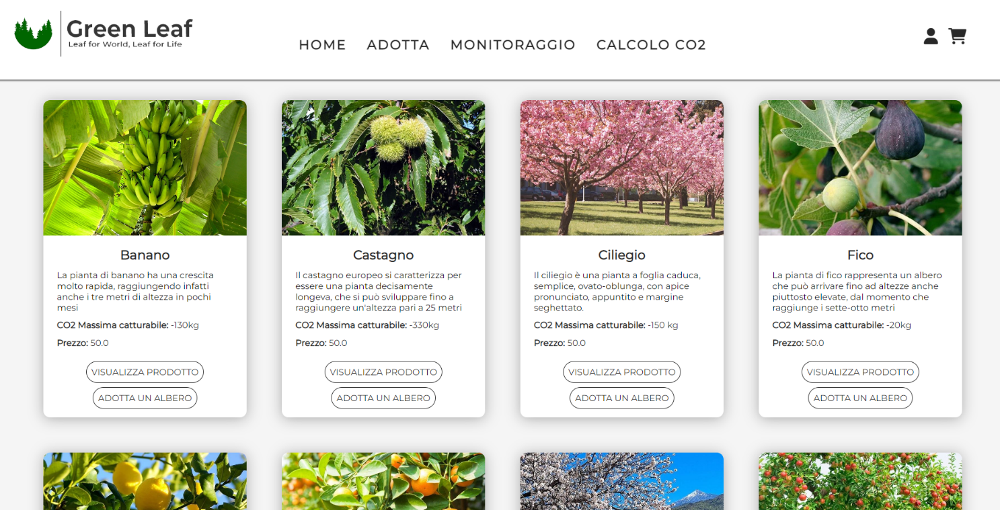 Green Leaf
Leaf for World, Leaf for Life
HOME ADOTTA MONITORAGGIO CALCOLO CO2
Banano
La pianta di banano ha una crescita
molto rapida, raggiungendo infatti
anche i tre metri di altezza in pochi
mesi
CO2 Massima catturabile: -130kg
Prezzo: 50.0
VISUALIZZA PRODOTTO
ADOTTA UN ALBERO
Castagno
Il castagno europeo si caratterizza per
essere una pianta decisamente
longeva, che si può sviluppare fino a
raggiungere un'altezza pari a 25 metri
CO2 Massima catturabile: -330kg
Prezzo: 50.0
VISUALIZZA PRODOTTO
ADOTTA UN ALBERO
Ciliegio
Il ciliegio è una pianta a foglia caduca,
semplice, ovato-oblunga, con apice
pronunciato, appuntito e margine
seghettato.
CO2 Massima catturabile: -150 kg
Prezzo: 50.0
VISUALIZZA PRODOTTO
ADOTTA UN ALBERO
Fico
La pianta di fico rappresenta un albero
che può arrivare fino ad altezze anche
piuttosto elevate, dal momento che
raggiunge i sette-otto metri
CO2 Massima catturabile: -20kg
Prezzo: 50.0
VISUALIZZA PRODOTTO
ADOTTA UN ALBERO